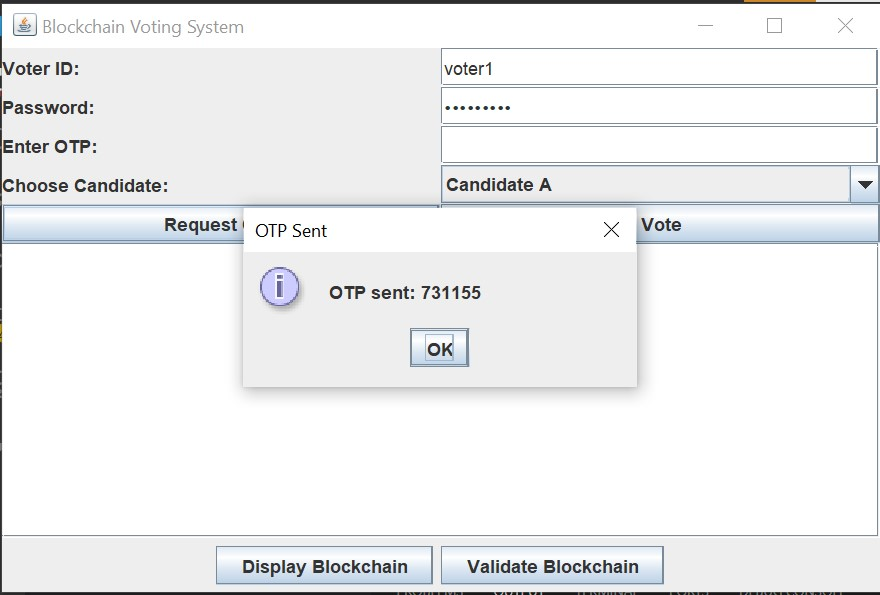 Blockchain Voting System
Voter ID:
voter1
Password:
•••••••••
Enter OTP:
Choose Candidate:
Candidate A
Request
Vote
OTP Sent
OTP sent: 731155
OK
Display Blockchain
Validate Blockchain